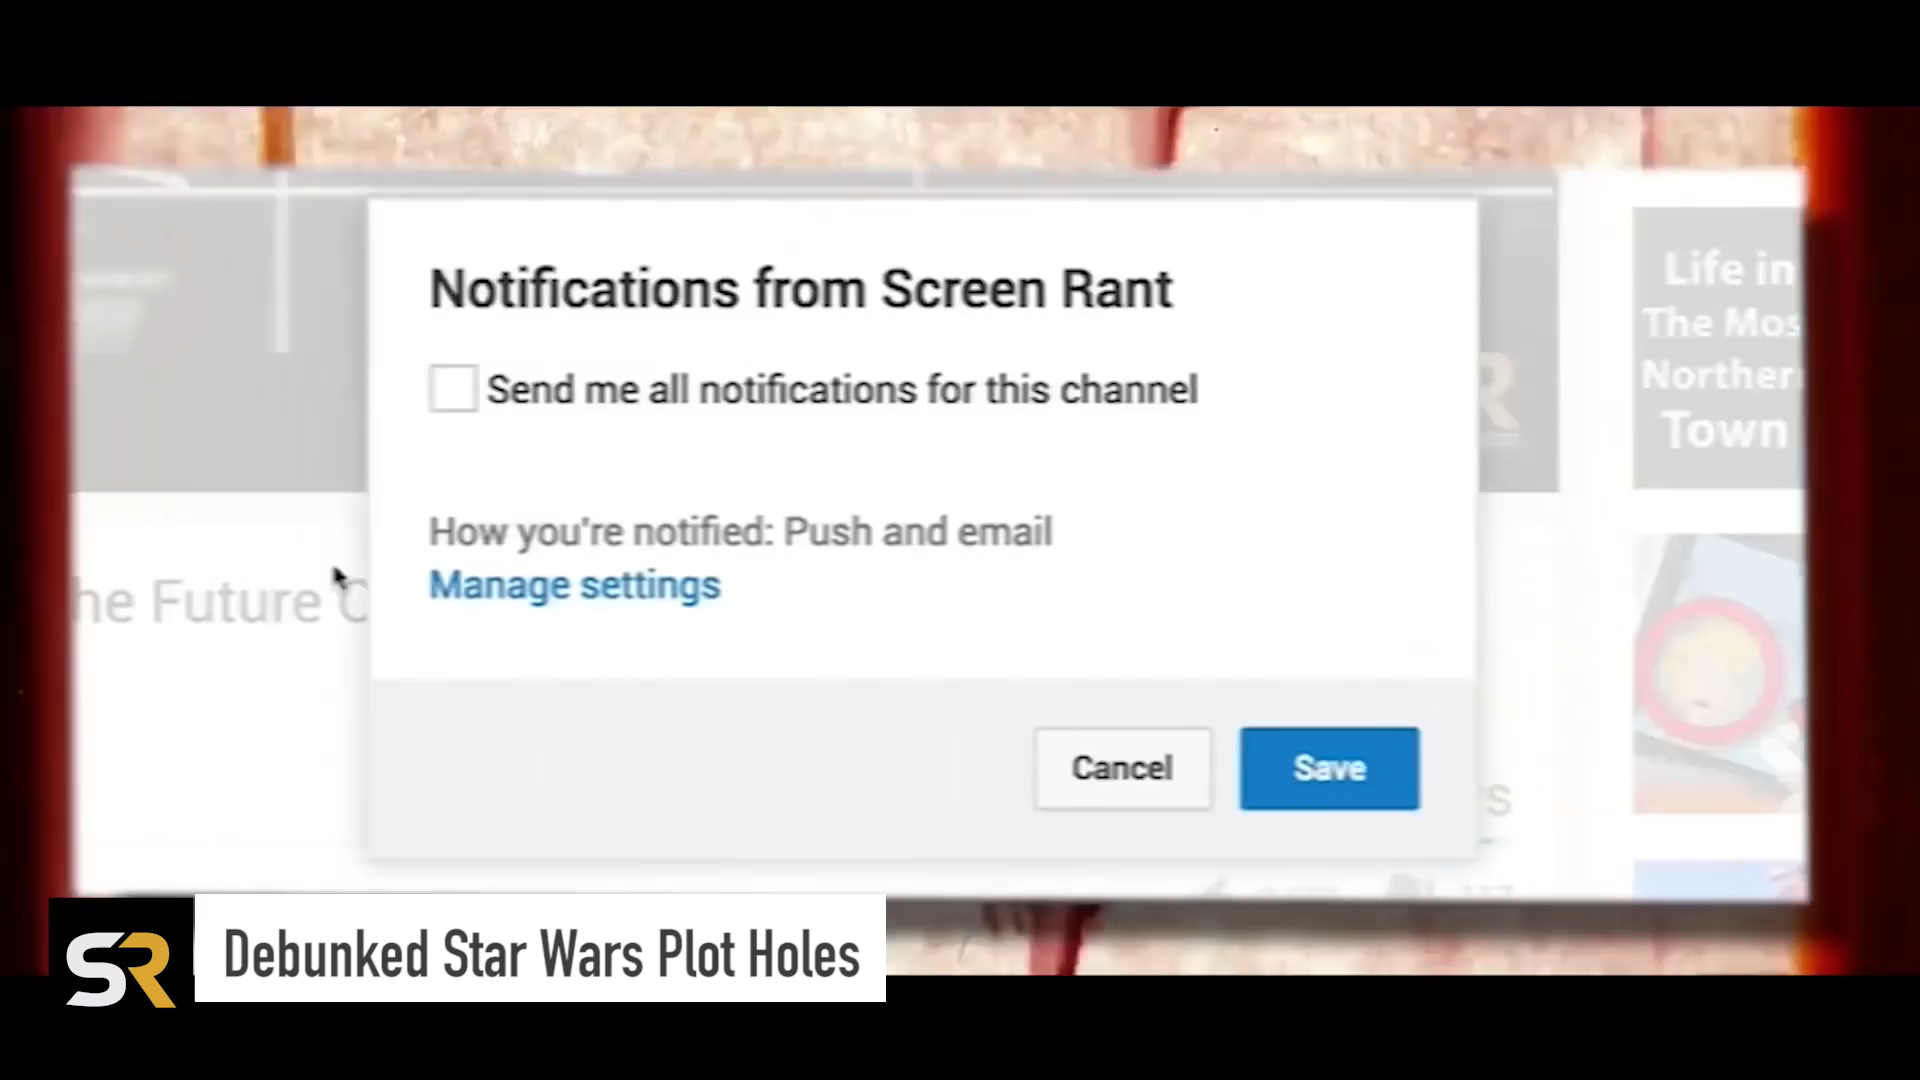 Life in
The Mos
Norther
Town
Notifications from Screen Rant
Send me all notifications for this channel
How you're notified: Push and email
Manage settings
he Future
Cancel
Save
SR
Debunked Star Wars Plot Holes